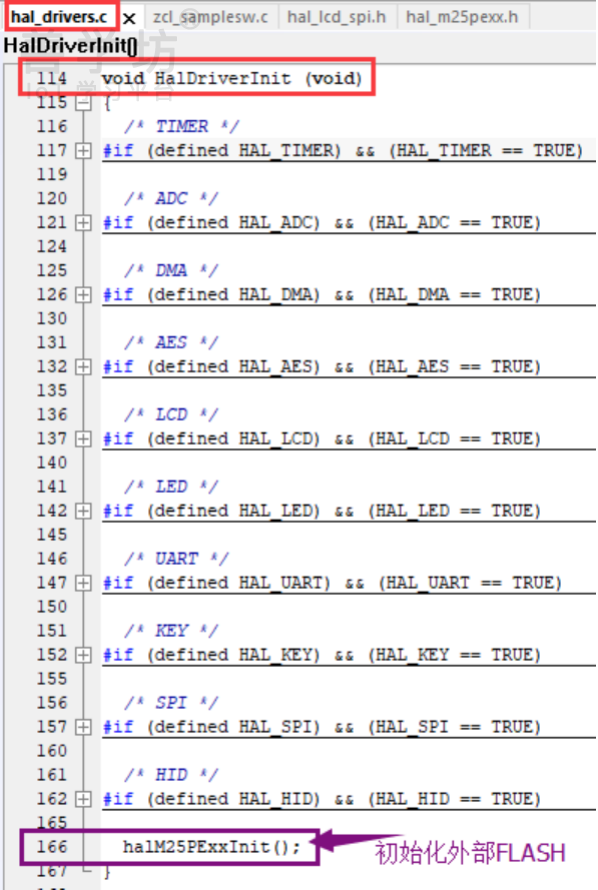 hal_drivers.c × zcl_samplesw.c hal_lcd_spi.h hal_m25pexx.h
HalDriverInit()
114 void HalDriverInit (void)
115 {
116 /* TIMER */
117 #if (defined HAL_TIMER) && (HAL_TIMER == TRUE)
119
120 /* ADC */
121 #if (defined HAL_ADC) && (HAL_ADC == TRUE)
124
125 /* DMA */
126 #if (defined HAL_DMA) && (HAL_DMA == TRUE)
130
131 /* AES */
132 #if (defined HAL_AES) && (HAL_AES == TRUE)
135
136 /* LCD */
137 #if (defined HAL_LCD) && (HAL_LCD == TRUE)
140
141 /* LED */
142 #if (defined HAL_LED) && (HAL_LED == TRUE)
145
146 /* UART */
147 #if (defined HAL_UART) && (HAL_UART == TRUE)
150
151 /* KEY */
152 #if (defined HAL_KEY) && (HAL_KEY == TRUE)
155
156 /* SPI */
157 #if (defined HAL_SPI) && (HAL_SPI == TRUE)
160
161 /* HID */
162 #if (defined HAL_HID) && (HAL_HID == TRUE)
165
166 halM25PExxInit(); 初始化外部FLASH
167 }